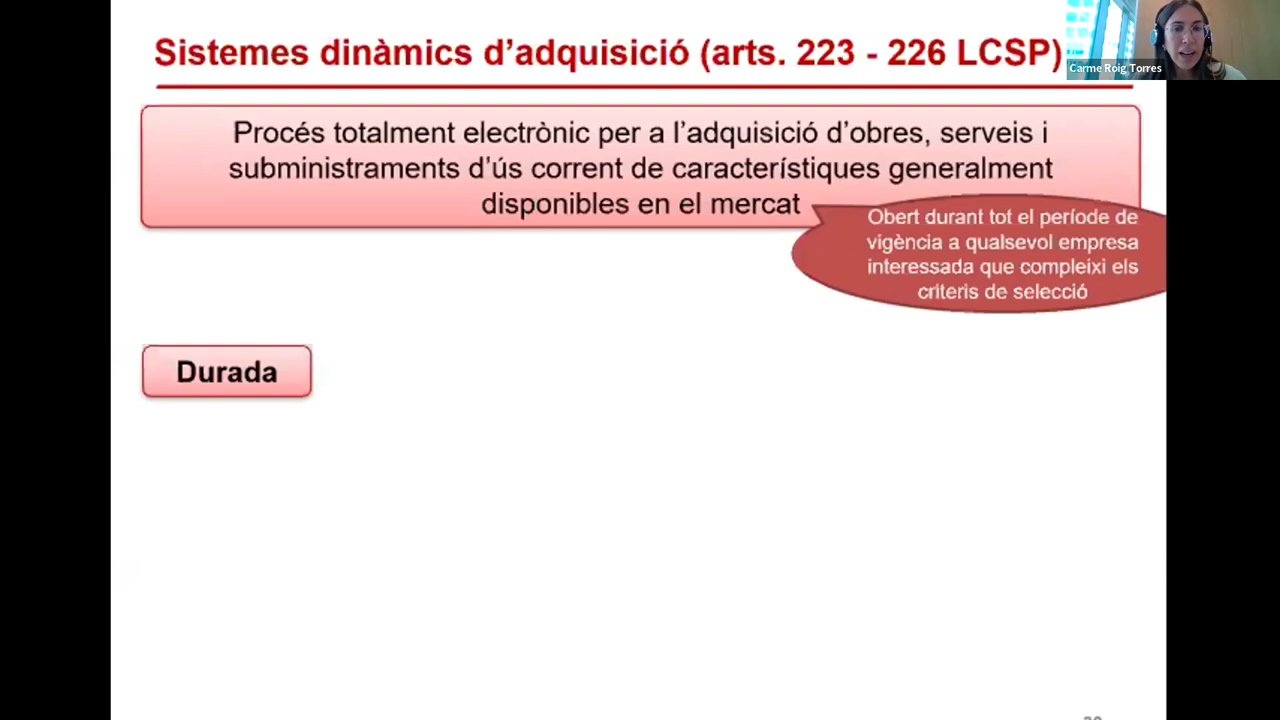 Sistemes dinàmics d’adquisició (arts. 223 - 226 LCSP)
Carme Roig Torres
Procés totalment electrònic per a l’adquisició d’obres, serveis i
subministraments d’ús corrent de característiques generalment
disponibles en el mercat
Obert durant tot el període de
vigència a qualsevol empresa
interessada que compleixi els
criteris de selecció
Durada